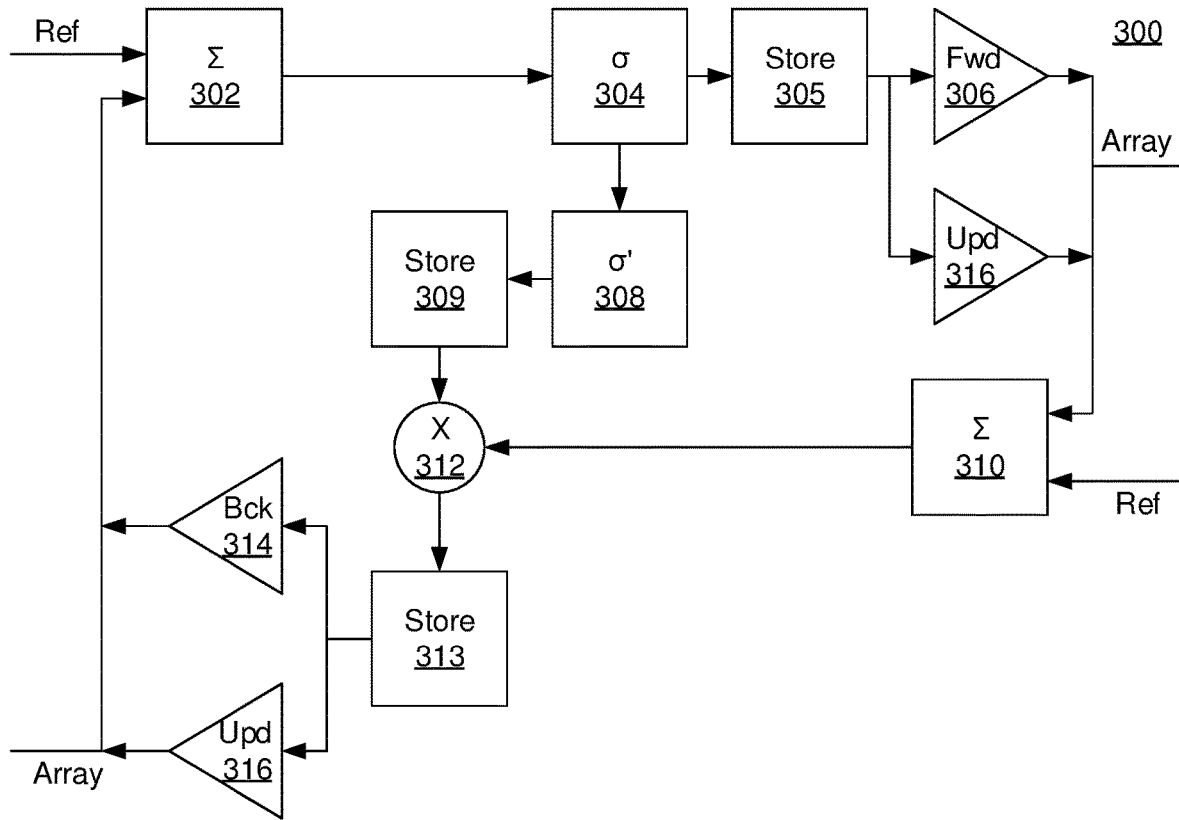 Ref
Σ
302
σ
304
Store
305
Fwd
306
300
Array
Store
309
σ'
308
Upd
316
X
312
Σ
310
Ref
Bck
314
Store
313
Upd
316
Array